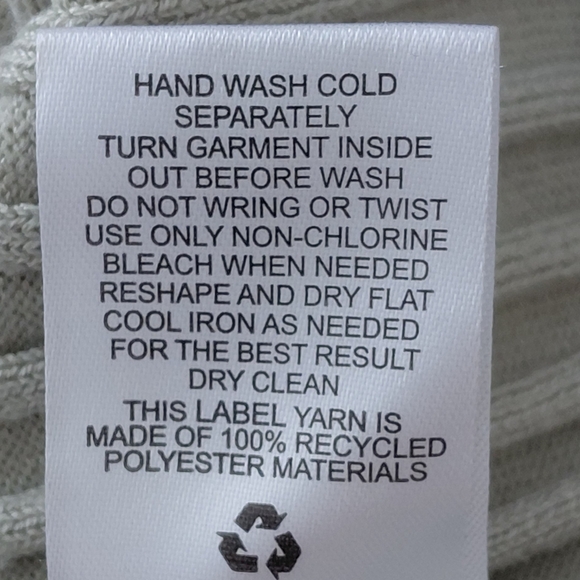 HAND WASH COLD
SEPARATELY
TURN GARMENT INSIDE
OUT BEFORE WASH
DO NOT WRING OR TWIST
USE ONLY NON-CHLORINE
BLEACH WHEN NEEDED
RESHAPE AND DRY FLAT
COOL IRON AS NEEDED
FOR THE BEST RESULT
DRY CLEAN
THIS LABEL YARN IS
MADE OF 100% RECYCLED
POLYESTER MATERIALS